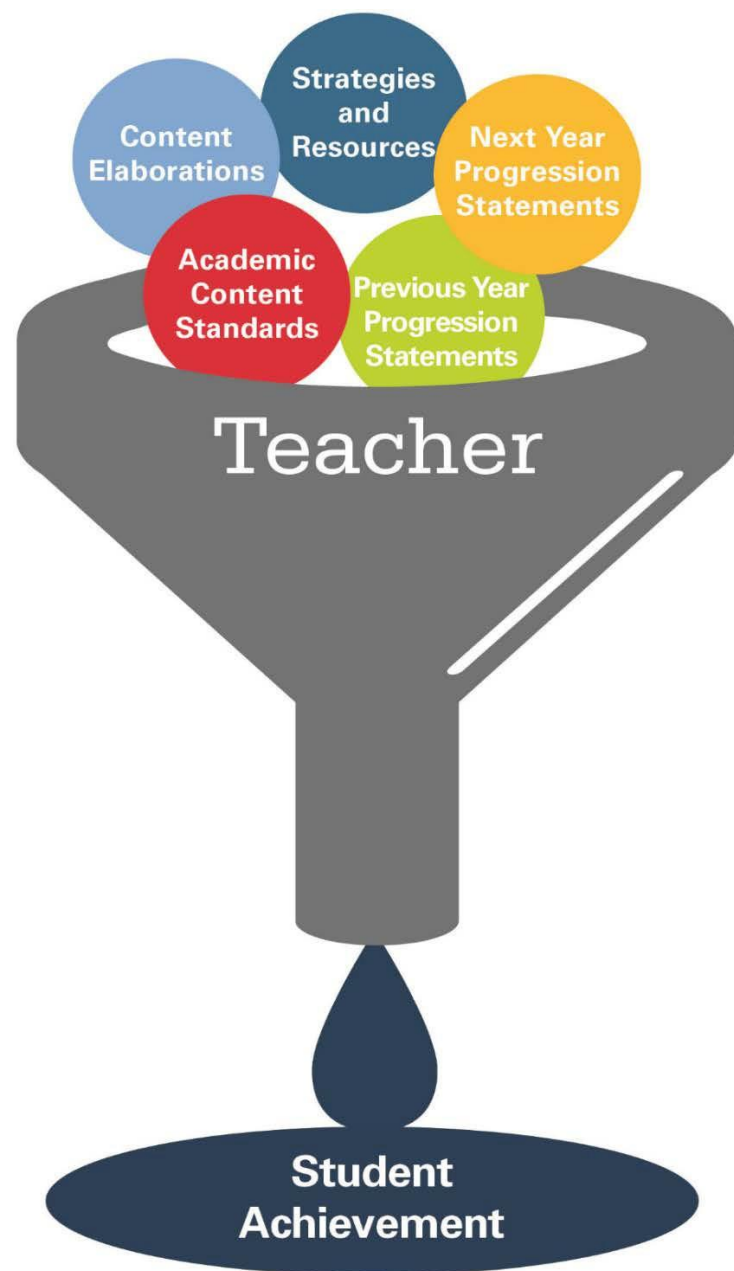 Strategies
and
Resources
Content
Elaborations
Next Year
Progression
Statements
Academic
Content
Standards
Previous Year
Progression
Statements
Teacher
Student
Achievement